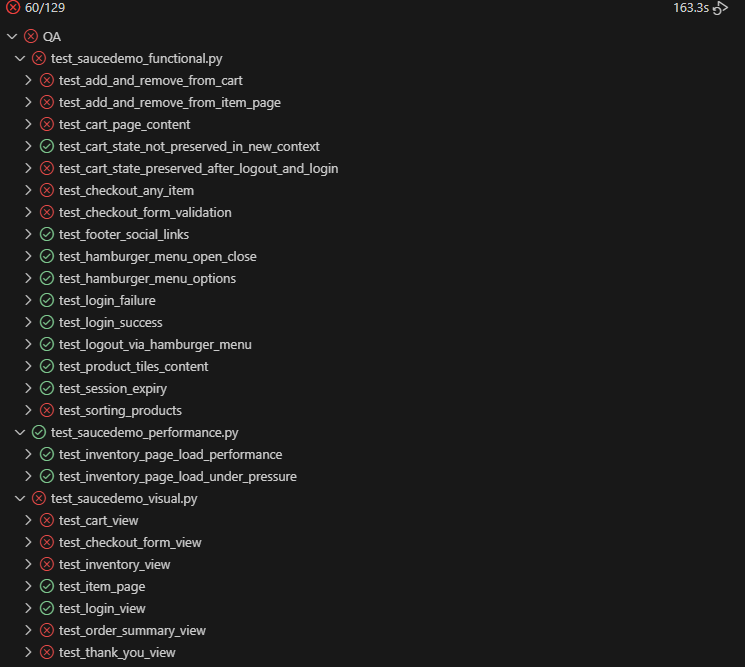 60/129 163.3s
QA
test_saucedemo_functional.py
test_add_and_remove_from_cart
test_add_and_remove_from_item_page
test_cart_page_content
test_cart_state_not_preserved_in_new_context
test_cart_state_preserved_after_logout_and_login
test_checkout_any_item
test_checkout_form_validation
test_footer_social_links
test_hamburger_menu_open_close
test_hamburger_menu_options
test_login_failure
test_login_success
test_logout_via_hamburger_menu
test_product_tiles_content
test_session_expiry
test_sorting_products
test_saucedemo_performance.py
test_inventory_page_load_performance
test_inventory_page_load_under_pressure
test_saucedemo_visual.py
test_cart_view
test_checkout_form_view
test_inventory_view
test_item_page
test_login_view
test_order_summary_view
test_thank_you_view